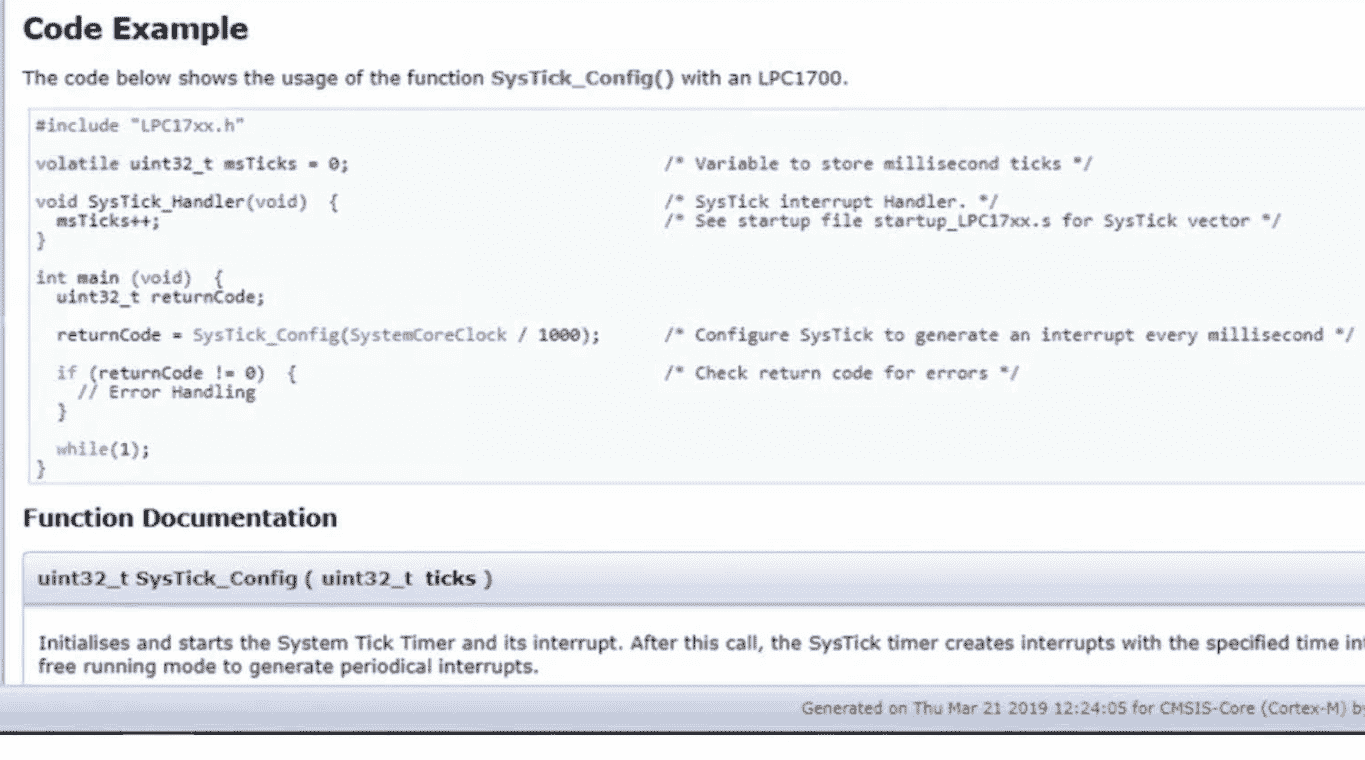 Code Example
The code below shows the usage of the function SysTick_Config() with an LPC1700.
#include "LPC17xx.h"
volatile uint32_t msTicks = 0; /* Variable to store millisecond ticks */
void SysTick_Handler(void) { /* SysTick interrupt Handler. */
msTicks++; /* See startup file startup_LPC17xx.s for SysTick vector */
}
int main (void) {
uint32_t returnCode;
returnCode = SysTick_Config(SystemCoreClock / 1000); /* Configure SysTick to generate an interrupt every millisecond */
if (returnCode != 0) { /* Check return code for errors */
// Error Handling
}
while(1);
}
Function Documentation
uint32_t SysTick_Config ( uint32_t ticks )
Initialises and starts the System Tick Timer and its interrupt. After this call, the SysTick timer creates interrupts with the specified time
free running mode to generate periodical interrupts.
Generated on Thu Mar 21 2019 12:24:05 for CMSIS-Core (Cortex-M)